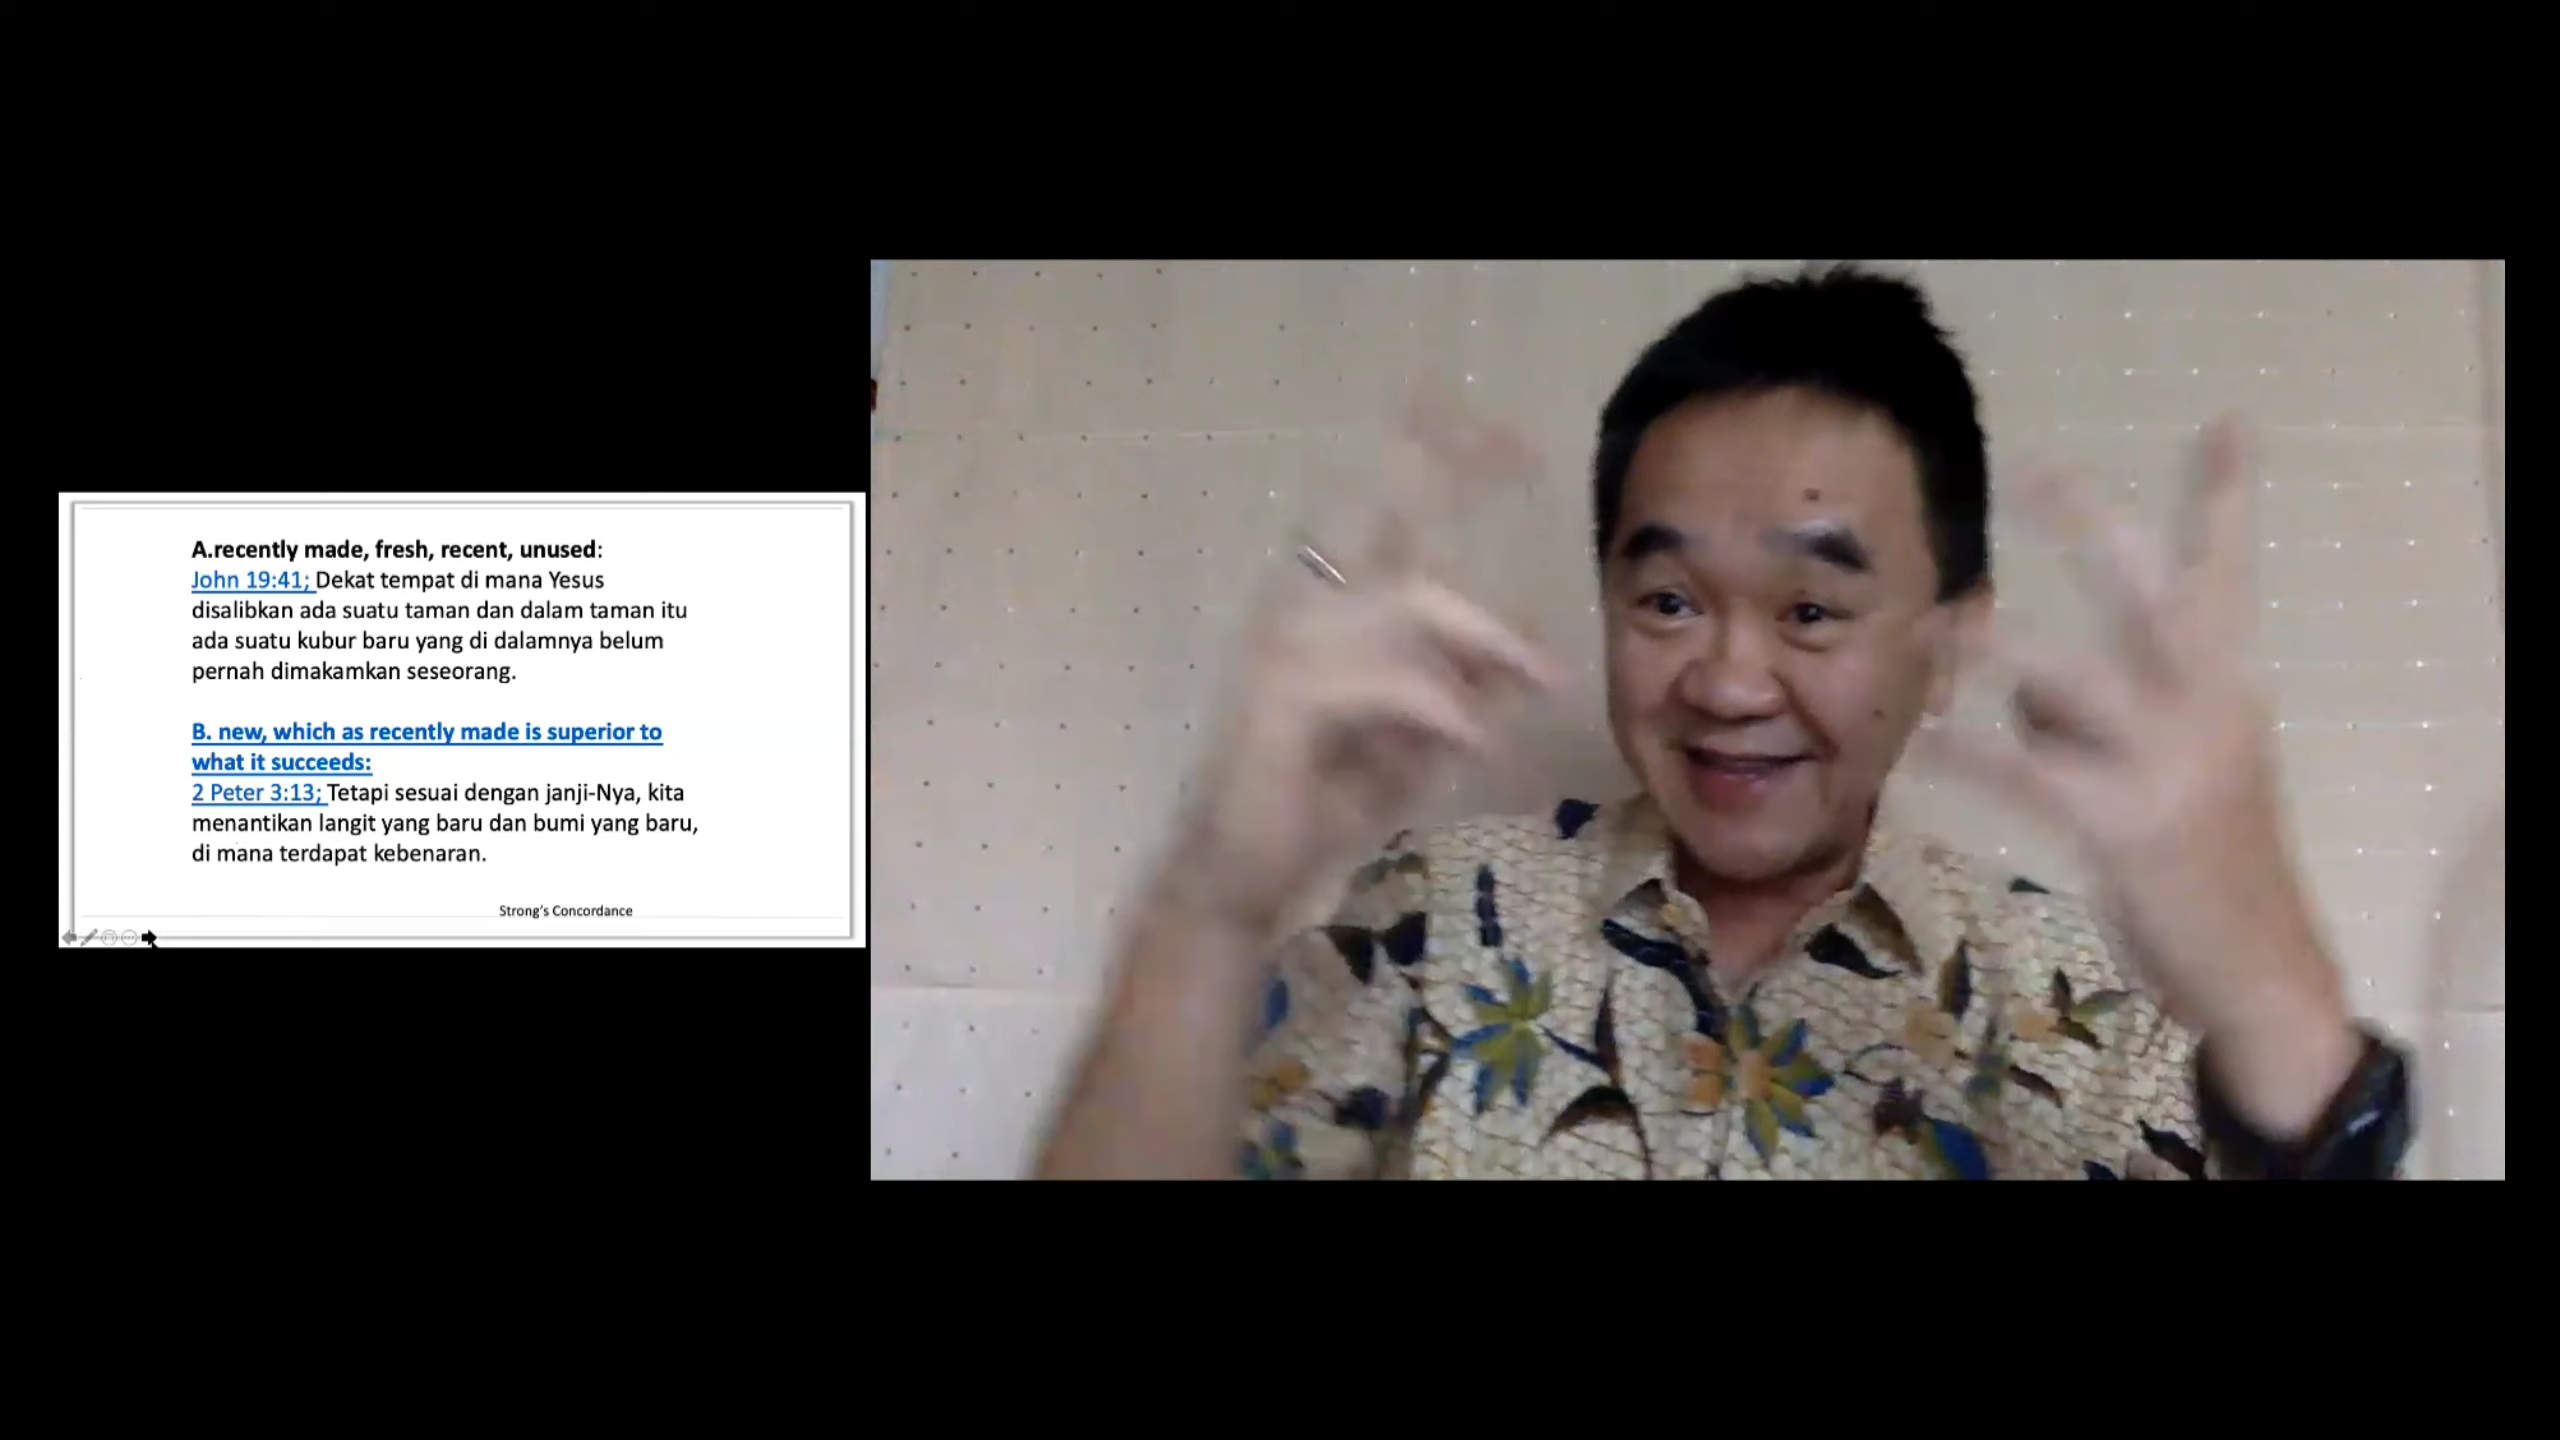 A.recently made, fresh, recent, unused:
John 19:41; Dekat tempat di mana Yesus
disalibkan ada suatu taman dan dalam taman itu
ada suatu kubur baru yang di dalamnya belum
pernah dimakamkan seseorang.
B. new, which as recently made is superior to
what it succeeds:
2 Peter 3:13; Tetapi sesuai dengan janji-Nya, kita
menantikan langit yang baru dan bumi yang baru,
di mana terdapat kebenaran.
Strong's Concordance